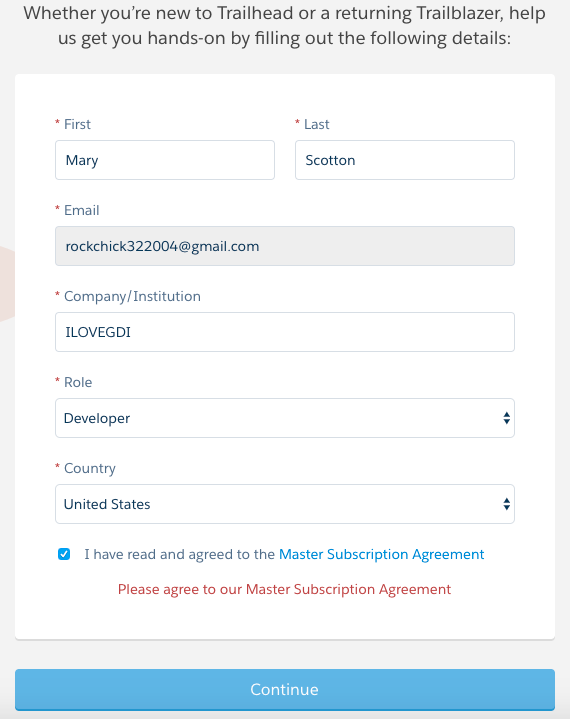 Whether you're new to Trailhead or a returning Trailblazer, help
us get you hands-on by filling out the following details:
* First
* Last
Mary
Scotton
* Email
rockchick322004@gmail.com
* Company/Institution
ILOVEGDI
* Role
Developer
* Country
United States
I have read and agreed to the Master Subscription Agreement
Please agree to our Master Subscription Agreement
Continue